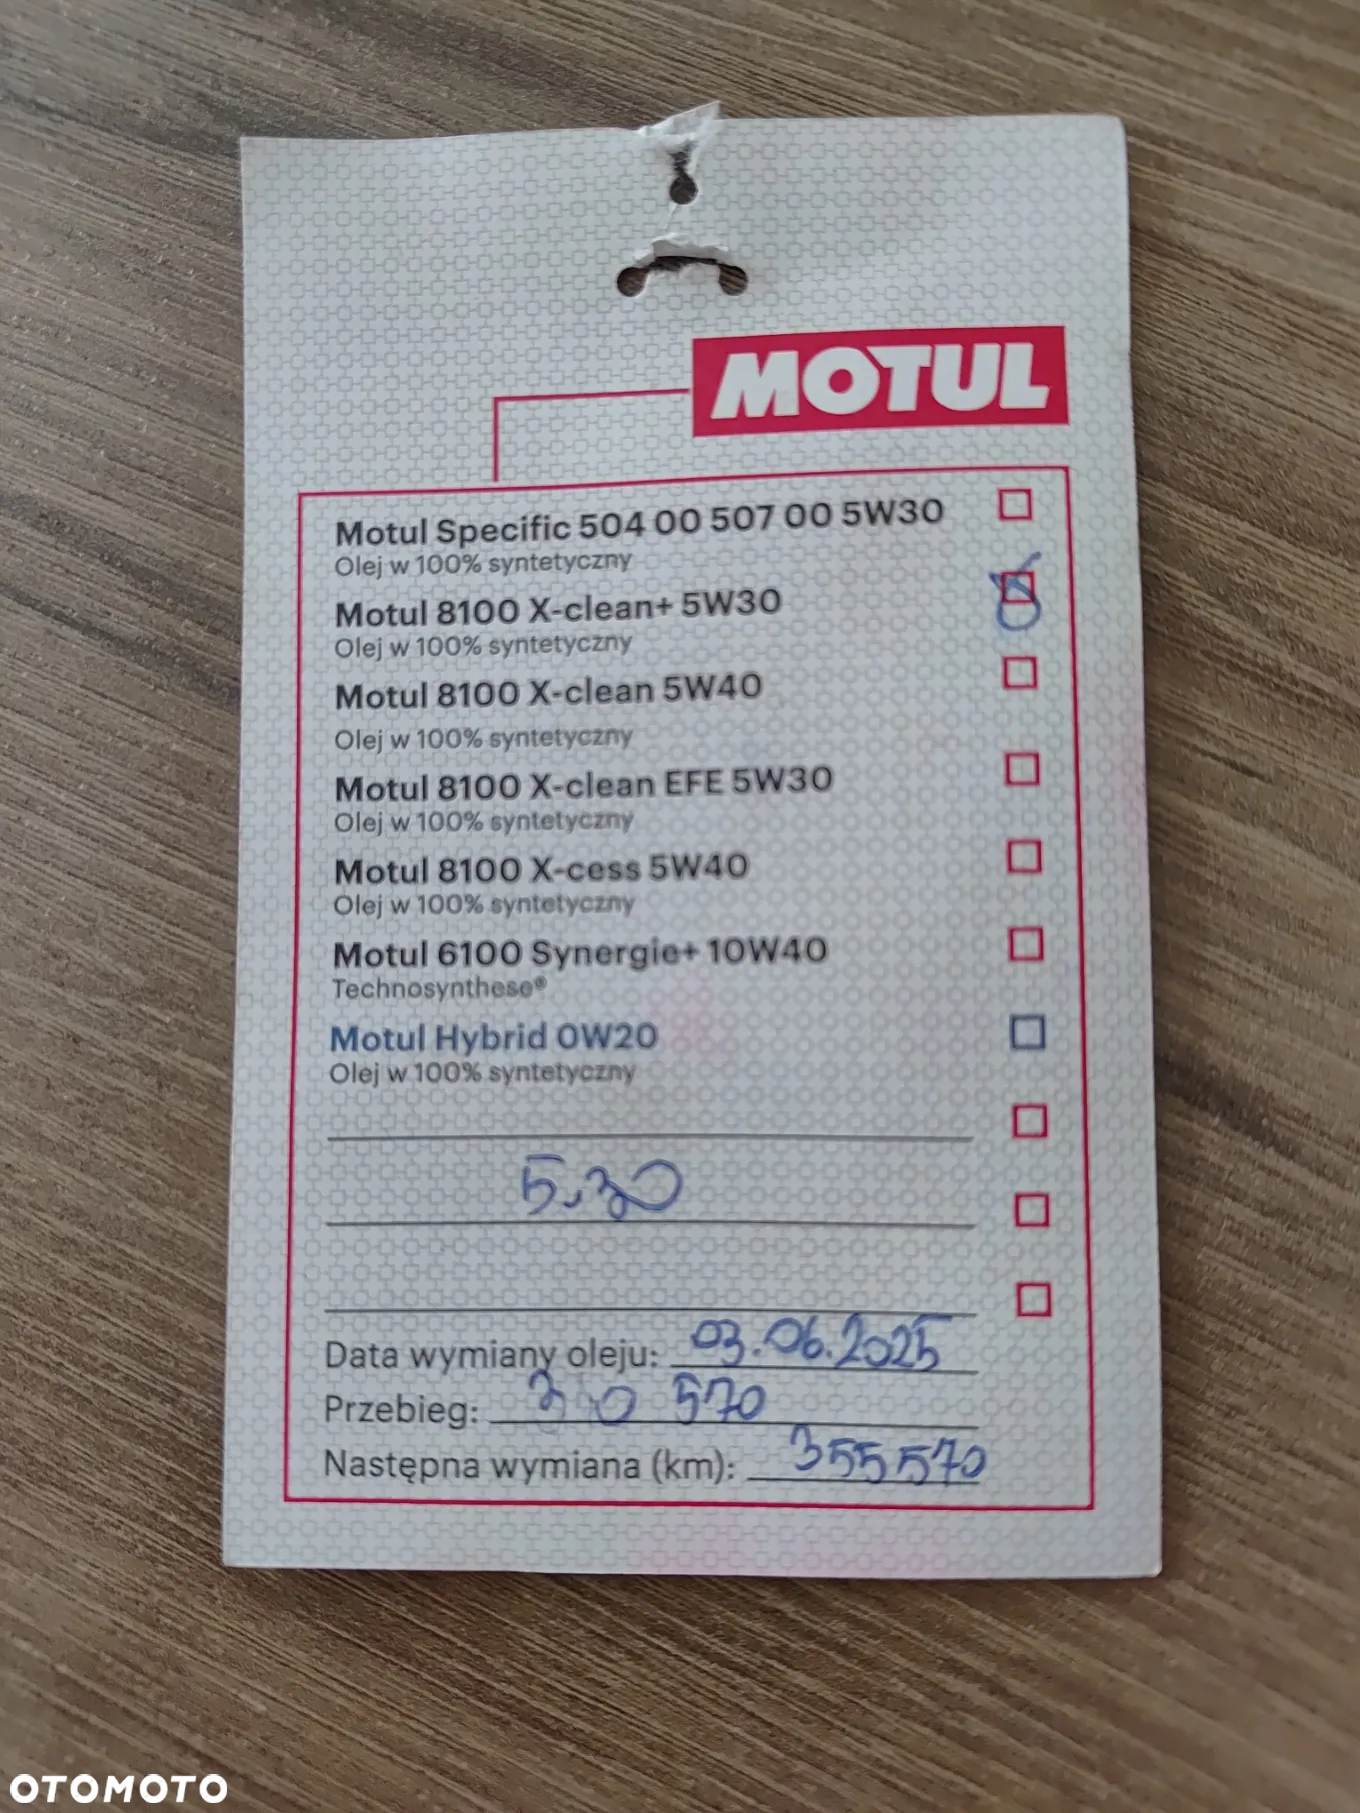 MOTUL
Motul Specific 504 00 507 00 5W30
Olej w 100% syntetyczny
Motul 8100 X-clean+ 5W30
Olej w 100% syntetyczny
Motul 8100 X-clean 5W40
Olej w 100% syntetyczny
Motul 8100 X-clean EFE 5W30
Olej w 100% syntetyczny
Motul 8100 X-cess 5W40
Olej w 100% syntetyczny
Motul 6100 Synergie+ 10W40
Technosynthese®
Motul Hybrid 0W20
Olej w 100% syntetyczny
Data wymiany oleju: 03.06.2025
Przebieg: 570
Następna wymiana (km): 355570
OTOMOTO